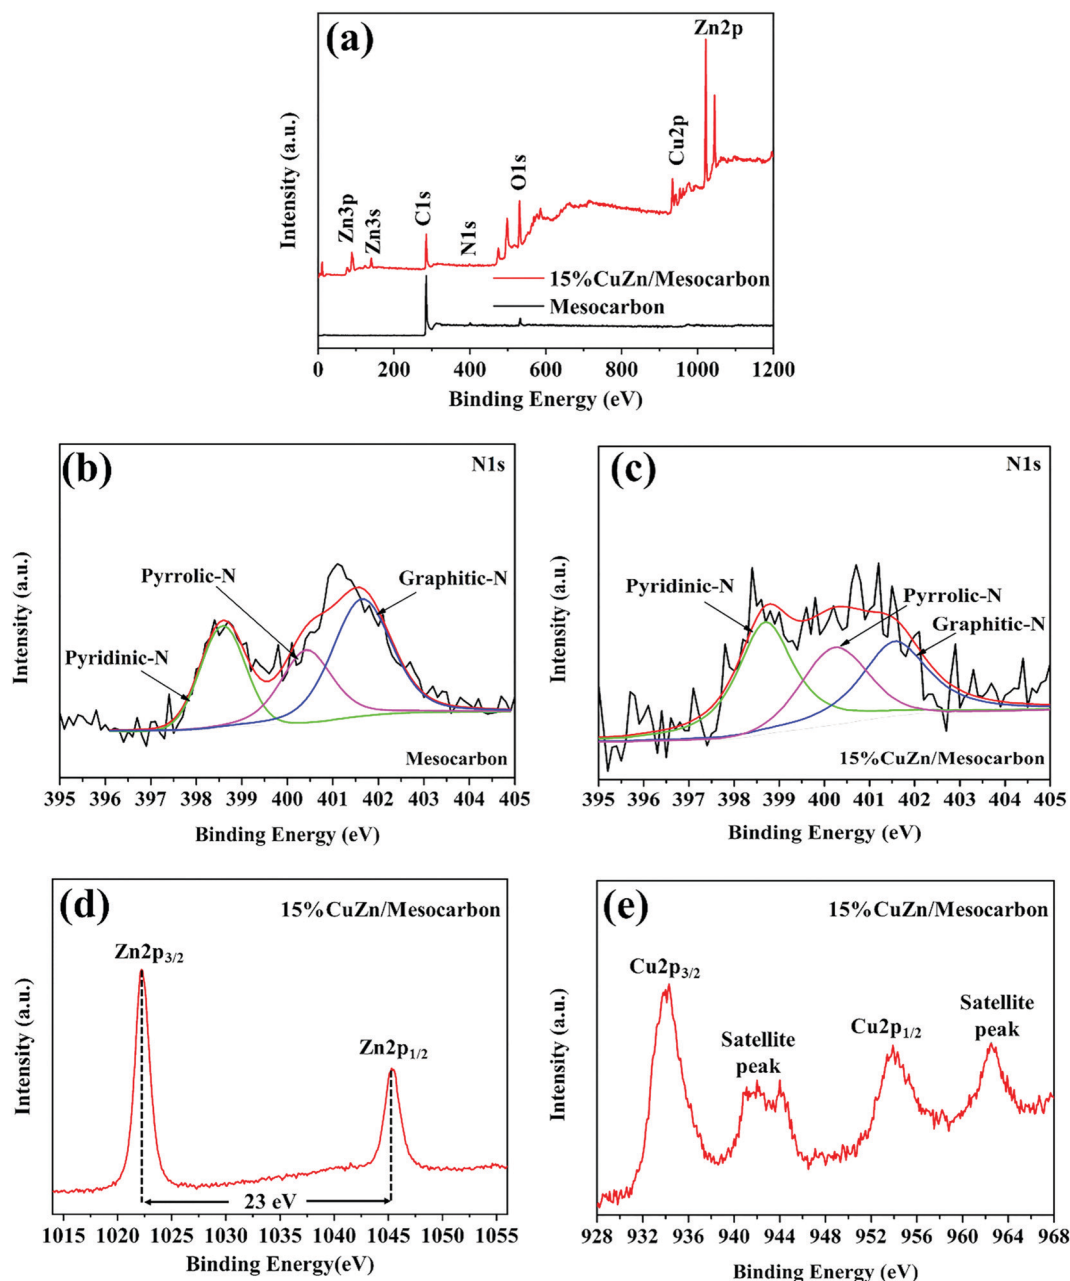 (a)
Zn2p
Cu2p
O1s
N1s
C1s
Zn3s
Zn3p
15%CuZn/Mesocarbon
Mesocarbon
Intensity (a.u.)
0 200 400 600 800 1000 1200
Binding Energy (eV)
(b)
N1s
Pyrrolic-N
Graphitic-N
Pyridinic-N
Mesocarbon
Intensity (a.u.)
395 396 397 398 399 400 401 402 403 404 405
Binding Energy (eV)
(c)
N1s
Pyridinic-N
Pyrrolic-N
Graphitic-N
15%CuZn/Mesocarbon
Intensity (a.u.)
395 396 397 398 399 400 401 402 403 404 405
Binding Energy (eV)
(d)
15%CuZn/Mesocarbon
Zn2p3/2
Zn2p1/2
23 eV
Intensity (a.u.)
1015 1020 1025 1030 1035 1040 1045 1050 1055
Binding Energy(eV)
(e)
15%CuZn/Mesocarbon
Cu2p3/2
Satellite
peak
Cu2p1/2
Satellite
peak
Intensity (a.u.)
928 932 936 940 944 948 952 956 960 964 968
Binding Energy (eV)